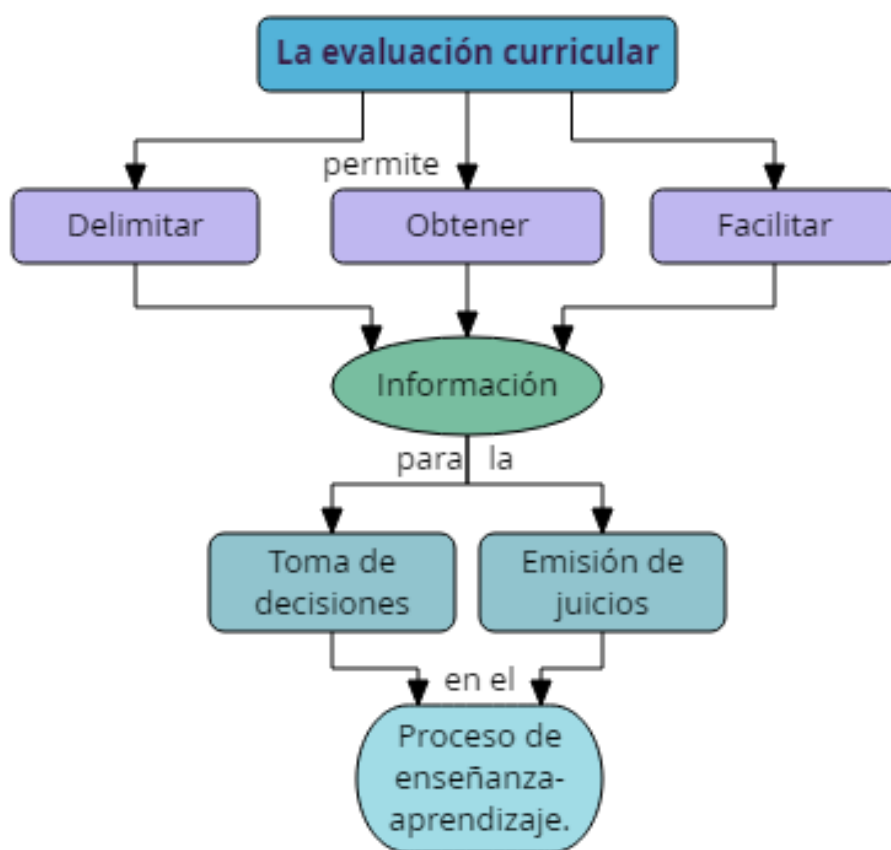 La evaluación curricular
permite
Delimitar
Obtener
Facilitar
Información
para la
Toma de
decisiones
Emisión de
juicios
en el
Proceso de
enseñanza-
aprendizaje.